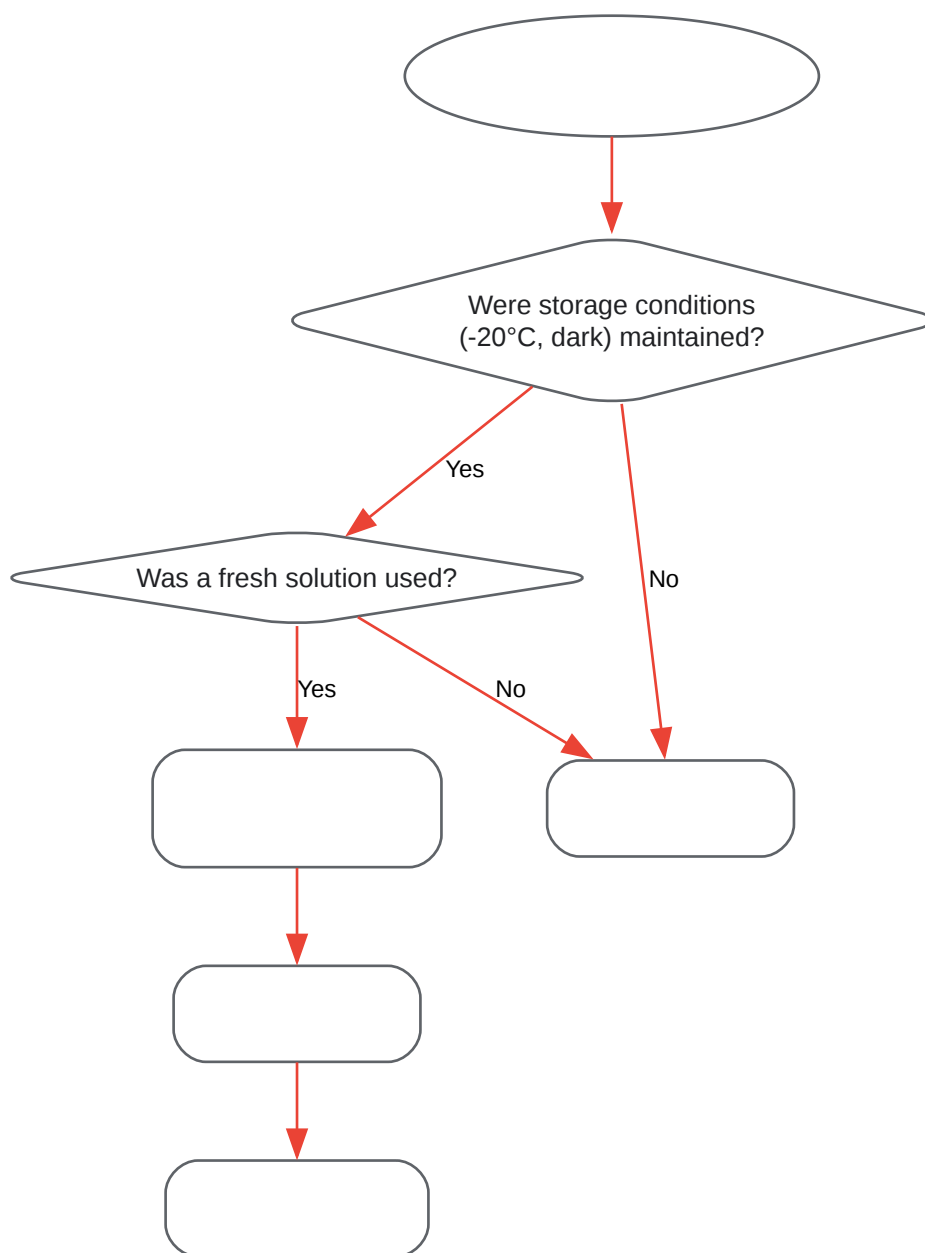 Were storage conditions
(-20°C, dark) maintained?
Yes
Was a fresh solution used?
No
Yes
No